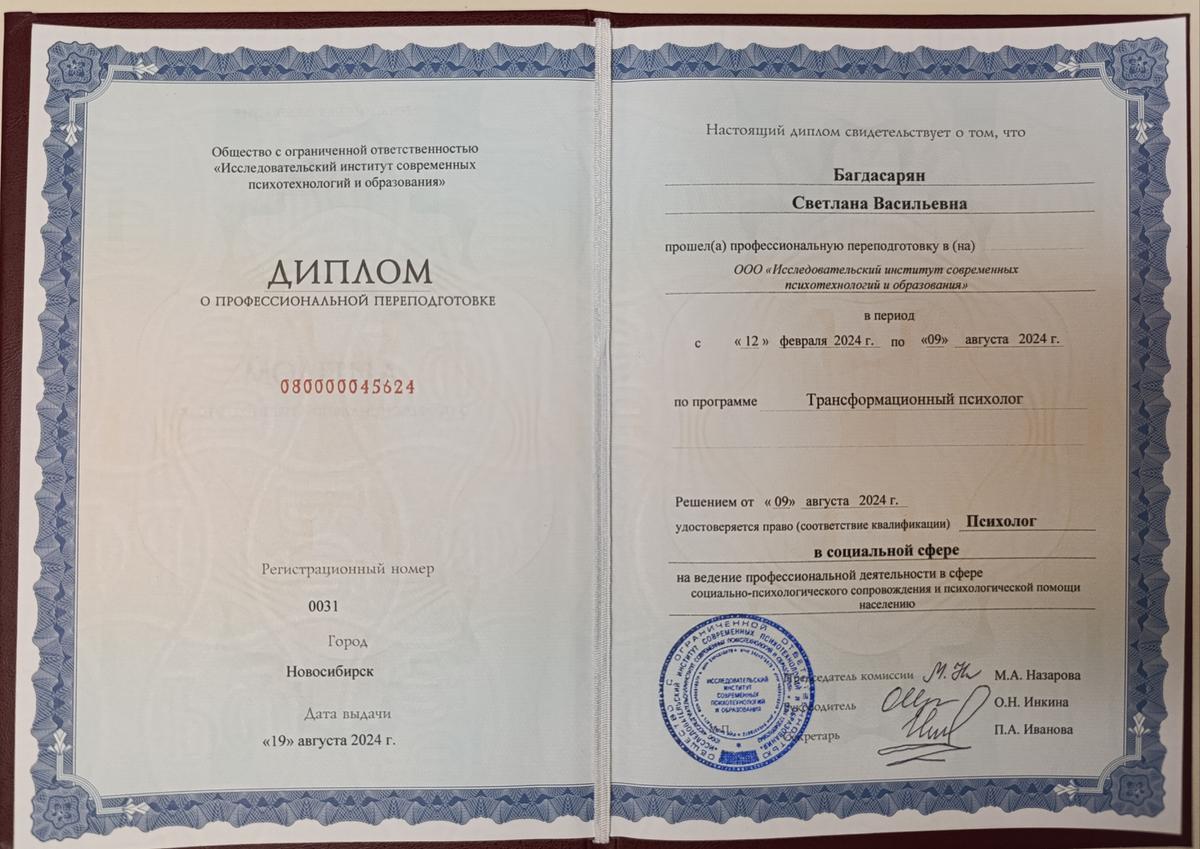 Общество с ограниченной ответственностью
«Исследовательский институт современных
психотехнологий и образования»
ДИПЛОМ
О ПРОФЕССИОНАЛЬНОЙ ПЕРЕПОДГОТОВКЕ
080000045624
Регистрационный номер
0031
Город
Новосибирск
Дата выдачи
«19» августа 2024 г.
Настоящий диплом свидетельствует о том, что
Багдасарян
Светлана Васильевна
прошел(а) профессиональную переподготовку в (на)
ООО «Исследовательский институт современных
психотехнологий и образования»
в период
с « 12 » февраля 2024 г. по «09» августа 2024 г.
по программе Трансформационный психолог
Решением от « 09» августа 2024 г.
удостоверяется право (соответствие квалификации) Психолог
в социальной сфере
на ведение профессиональной деятельности в сфере
социально-психологического сопровождения и психологической помощи
населению
Председатель комиссии М.А. Назарова
Руководитель О.Н. Инкина
Секретарь П.А. Иванова
М.П.
ИССЛЕДОВАТЕЛЬСКИЙ
ИНСТИТУТ
СОВРЕМЕННЫХ
ПСИХОТЕХНОЛОГИЙ
И ОБРАЗОВАНИЯ